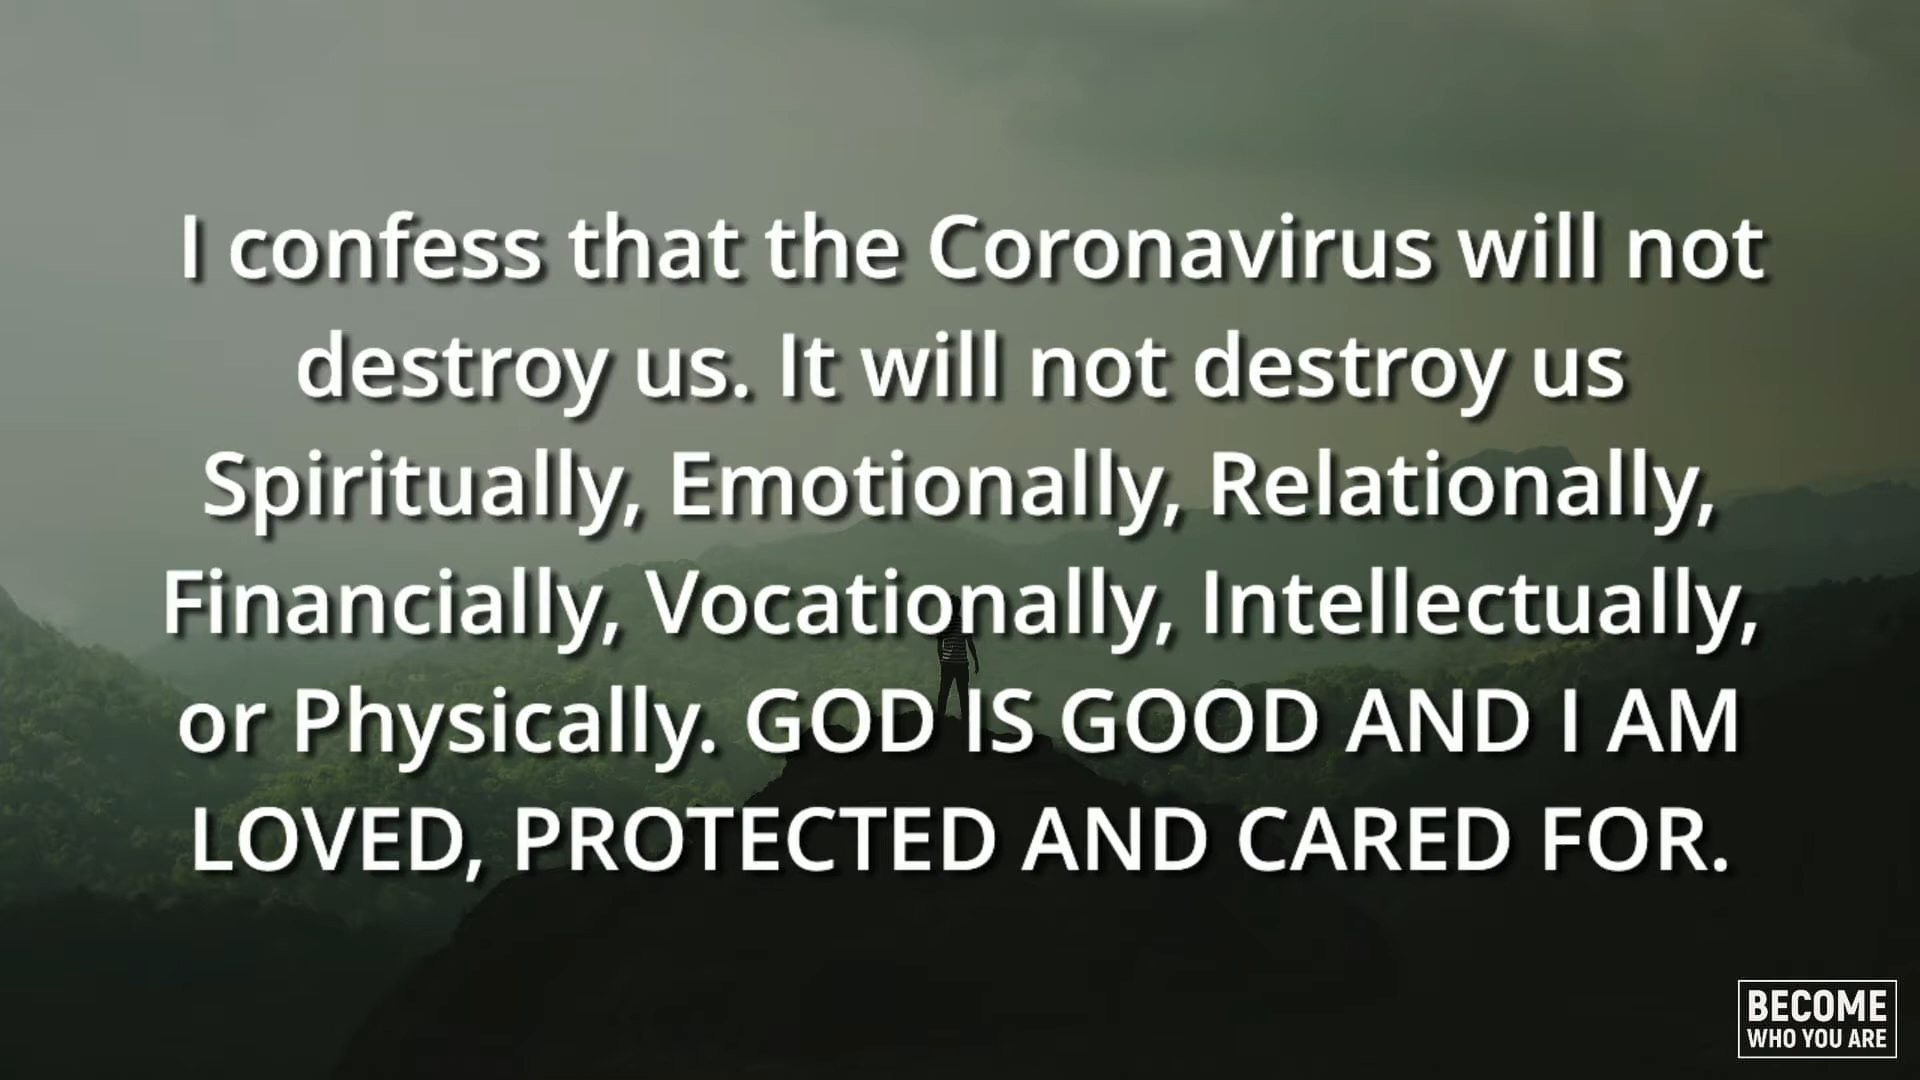 I confess that the Coronavirus will not
destroy us. It will not destroy us
Spiritually, Emotionally, Relationally,
Financially, Vocationally, Intellectually,
or Physically. GOD IS GOOD AND I AM
LOVED, PROTECTED AND CARED FOR.
BECOME
WHO YOU ARE